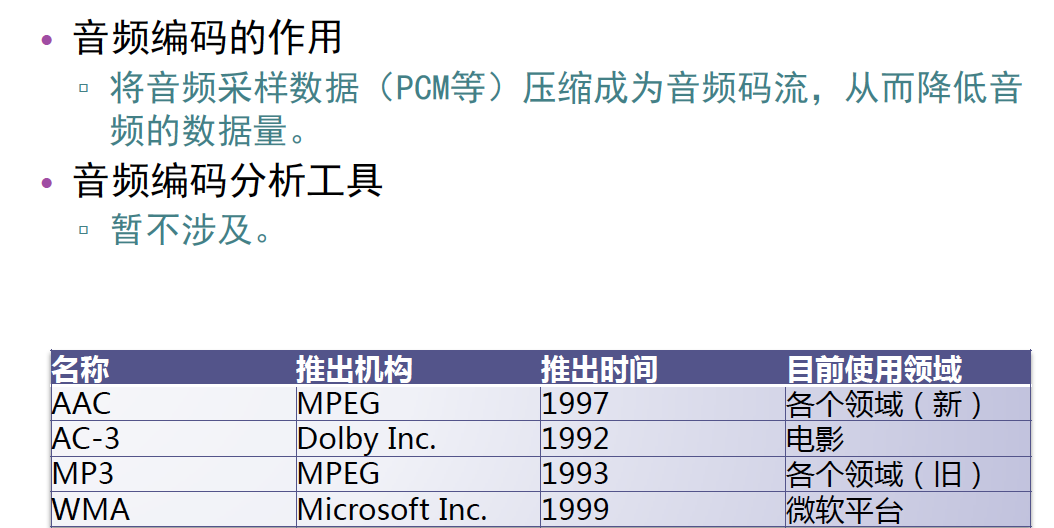 • 音频编码的作用
▫ 将音频采样数据（PCM等）压缩成为音频码流，从而降低音
频的数据量。
• 音频编码分析工具
▫ 暂不涉及。
名称 推出机构 推出时间 目前使用领域
AAC MPEG 1997 各个领域（新）
AC-3 Dolby Inc. 1992 电影
MP3 MPEG 1993 各个领域（旧）
WMA Microsoft Inc. 1999 微软平台